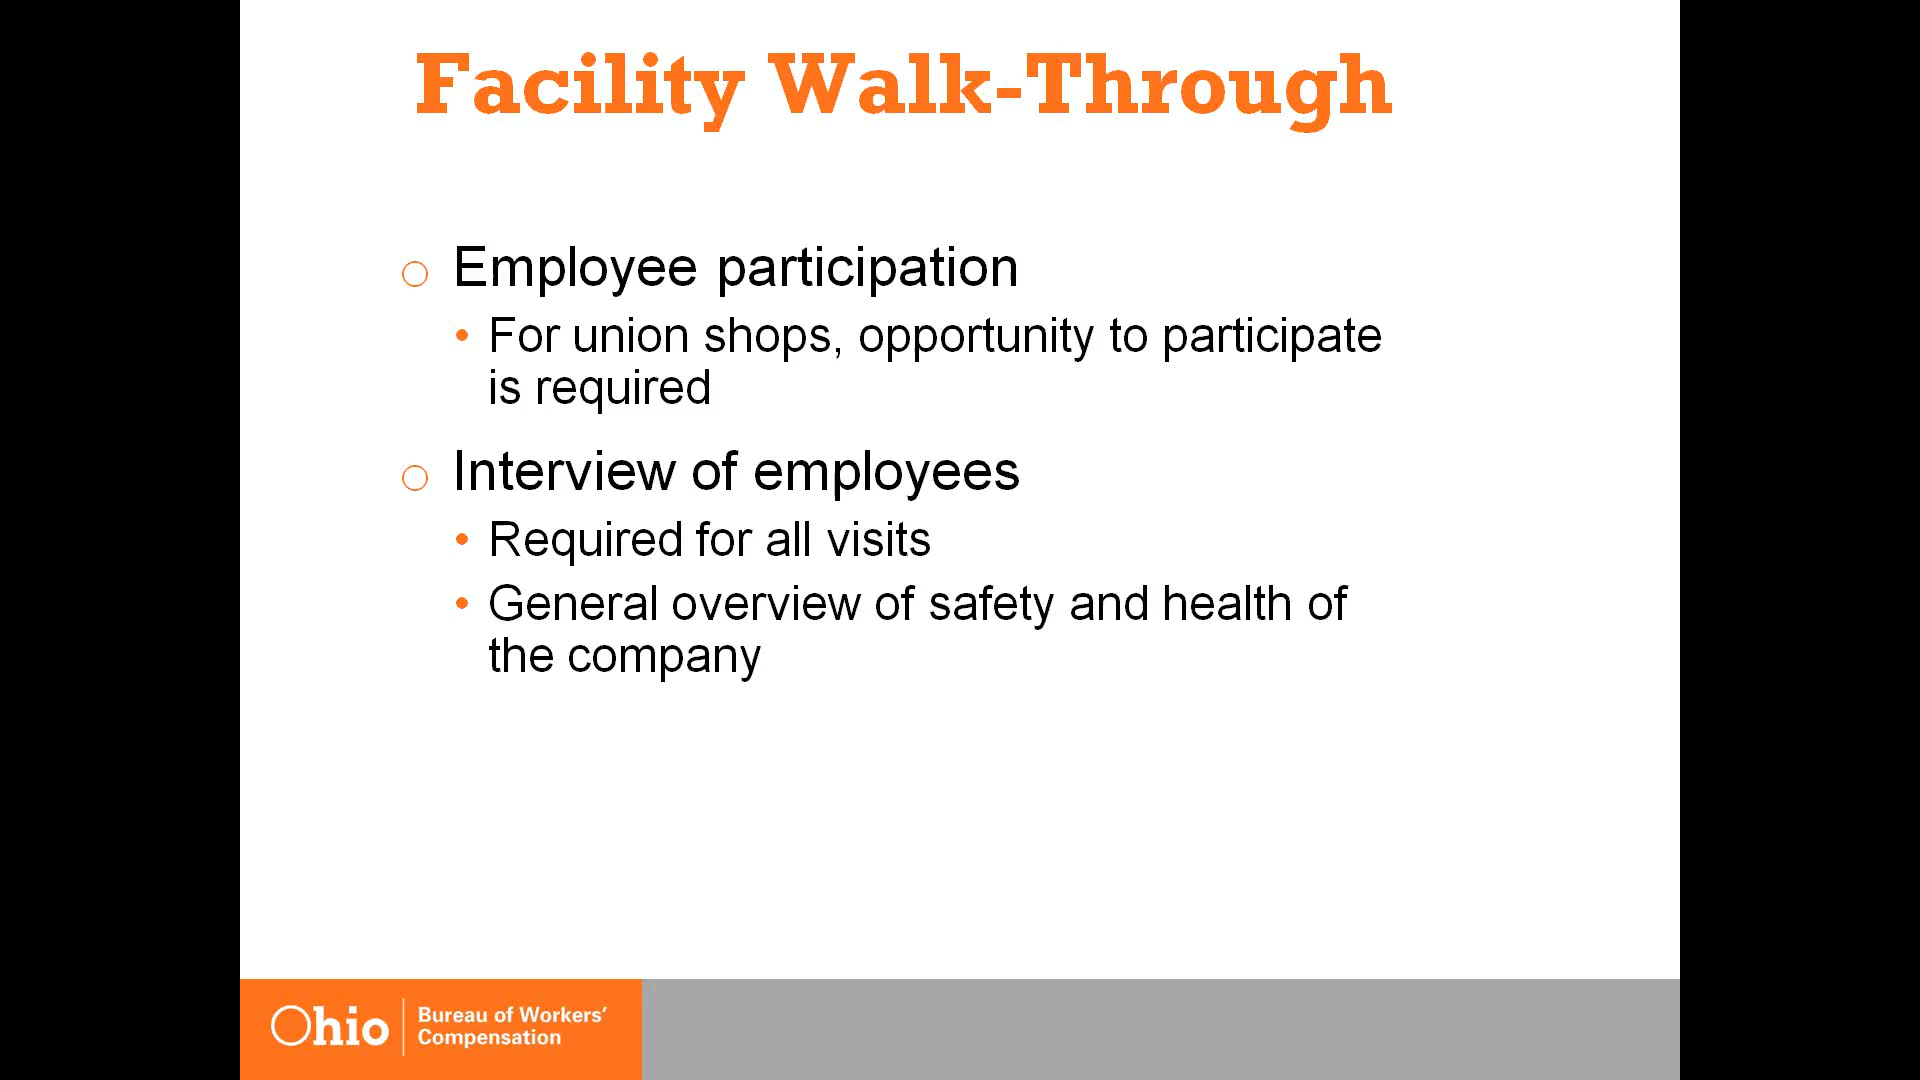 Facility Walk-Through
Employee participation
• For union shops, opportunity to participate
is required
Interview of employees
• Required for all visits
• General overview of safety and health of
the company
Ohio
Bureau of Workers'
Compensation